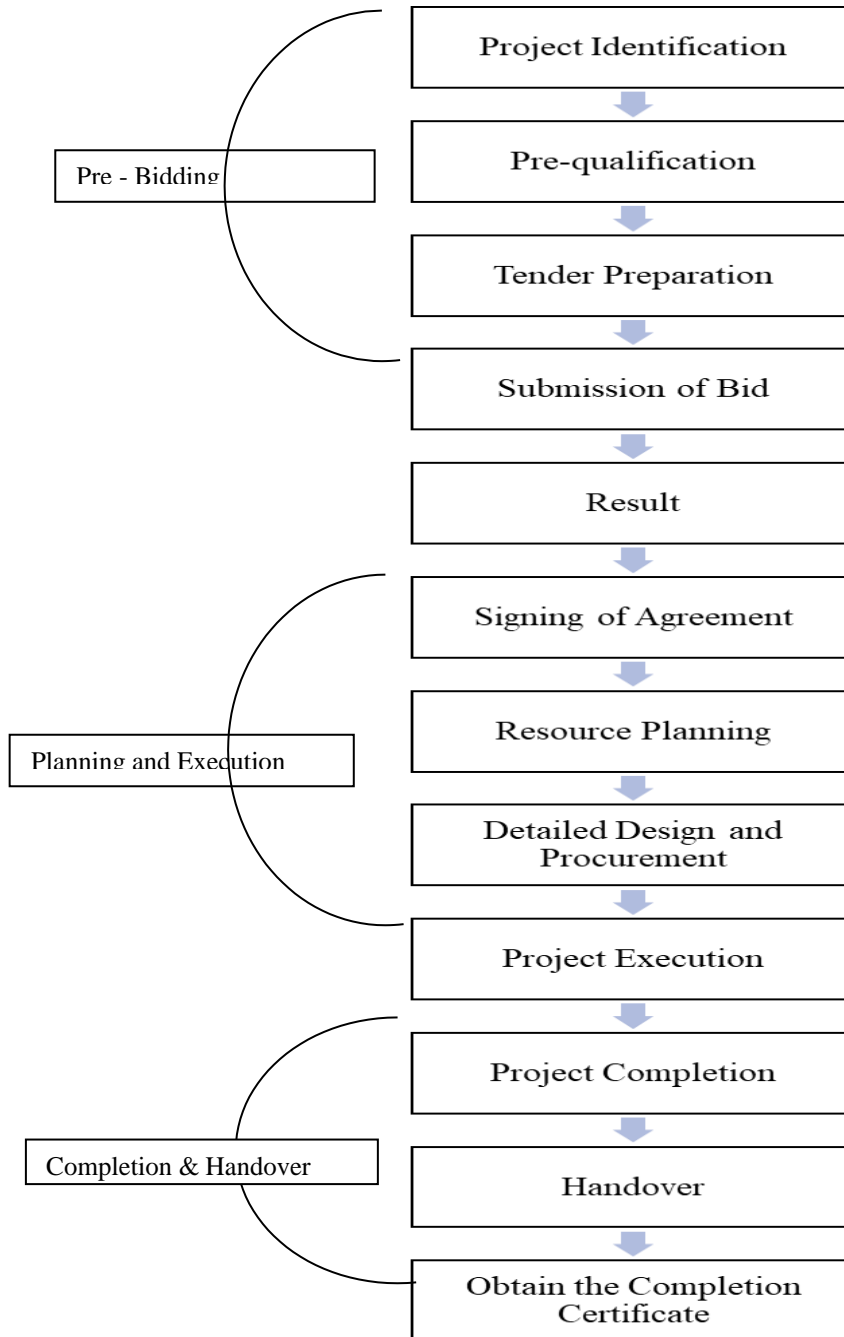 Project Identification
Pre-qualification
Pre - Bidding
Tender Preparation
Submission of Bid
Result
Signing of Agreement
Resource Planning
Planning and Execution
Detailed Design and
Procurement
Project Execution
Project Completion
Completion & Handover
Handover
Obtain the Completion
Certificate